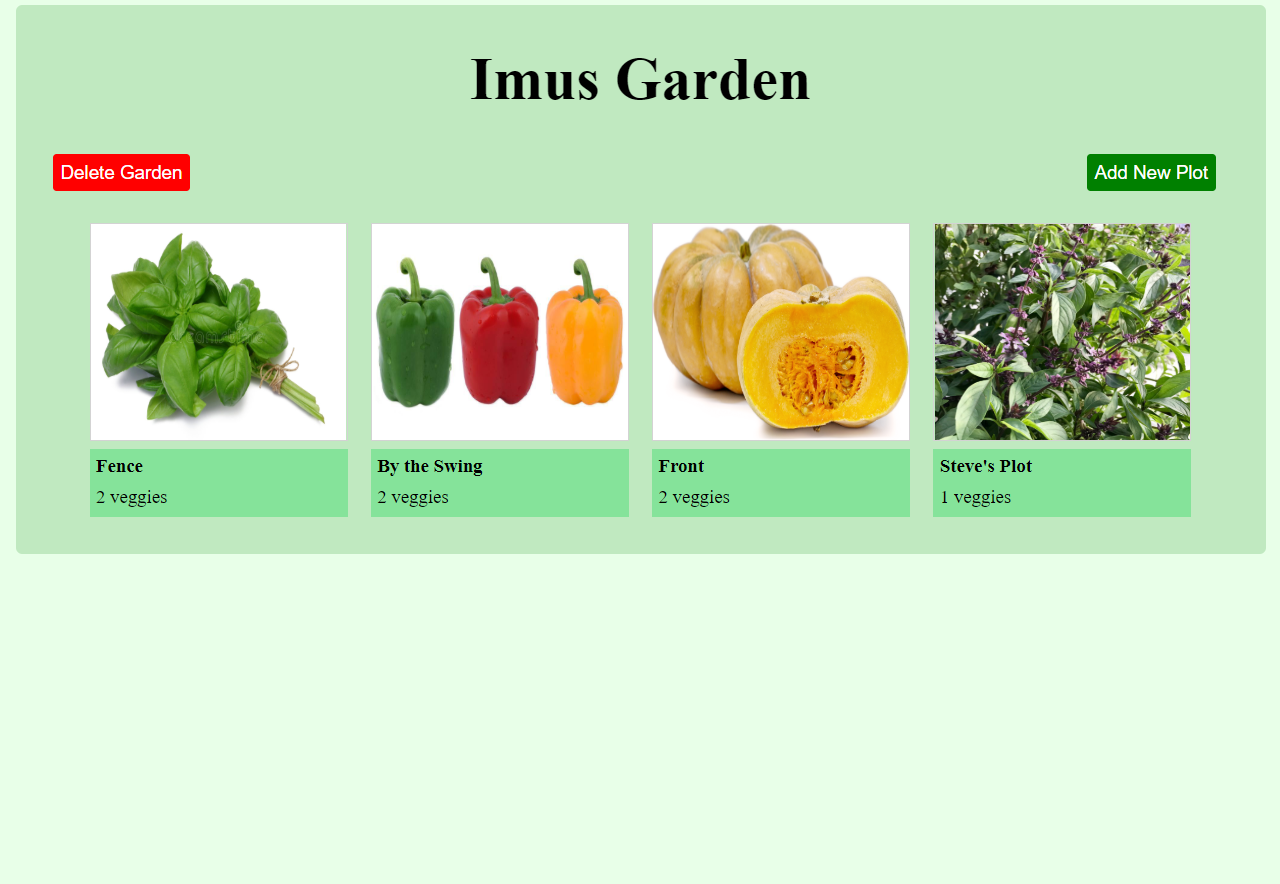 Imus Garden
Delete Garden
Add New Plot
Fence
2 veggies
By the Swing
2 veggies
Front
2 veggies
Steve's Plot
1 veggies